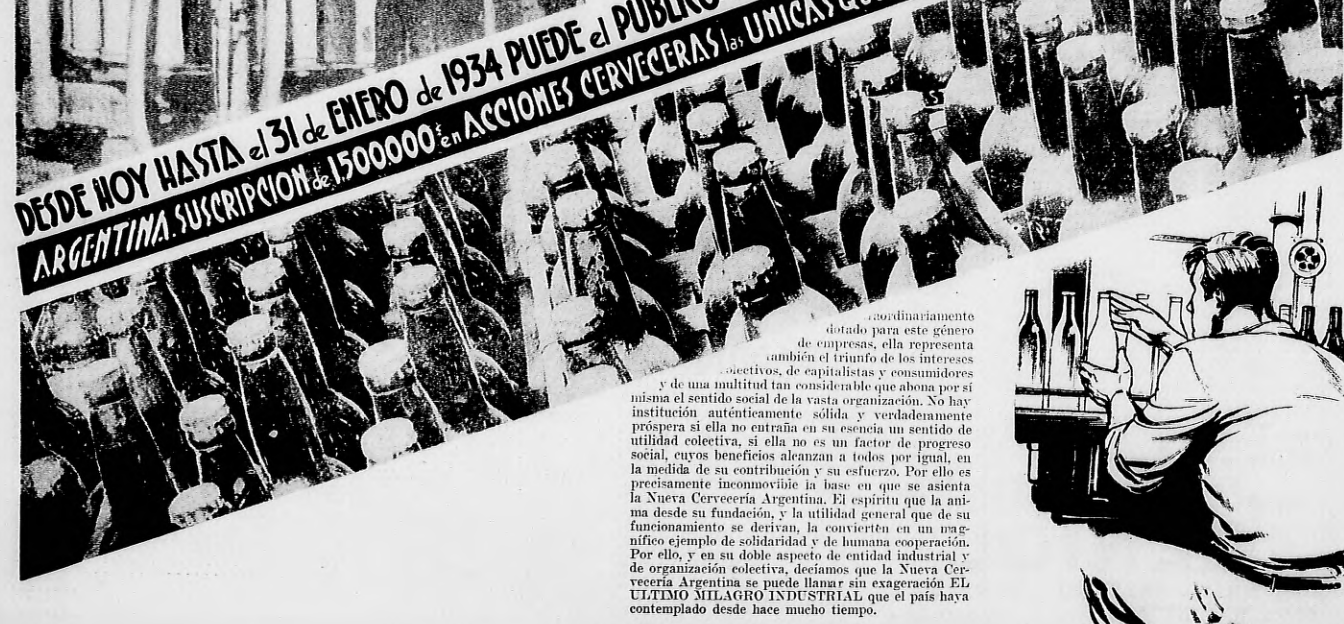 DESDE HOY HASTA el 31 de ENERO de 1934 PUEDE el PUBLICO
ARGENTINA. SUSCRIPCION de 1.500.000 $ en ACCIONES CERVECERAS las UNICAS
raordinariamente
dotado para este género
de empresas, ella representa
también el triunfo de los intereses
olectivos, de capitalistas y consumidores
y de una multitud tan considerable que abona por sí
misma el sentido social de la vasta organización. No hay
institución auténticamente sólida y verdaderamente
próspera si ella no entraña en su esencia un sentido de
utilidad colectiva, si ella no es un factor de progreso
social, cuyos beneficios alcanzan a todos por igual, en
la medida de su contribución y su esfuerzo. Por ello es
precisamente inconmovible la base en que se asienta
la Nueva Cervecería Argentina. El espíritu que la ani-
ma desde su fundación, y la utilidad general que de su
funcionamiento se derivan, la convierten en un mag-
nífico ejemplo de solidaridad y de humana cooperación.
Por ello, y en su doble aspecto de entidad industrial y
de organización colectiva, decíamos que la Nueva Cer-
vecería Argentina se puede llamar sin exageración EL
ULTIMO MILAGRO INDUSTRIAL que el país haya
contemplado desde hace mucho tiempo.